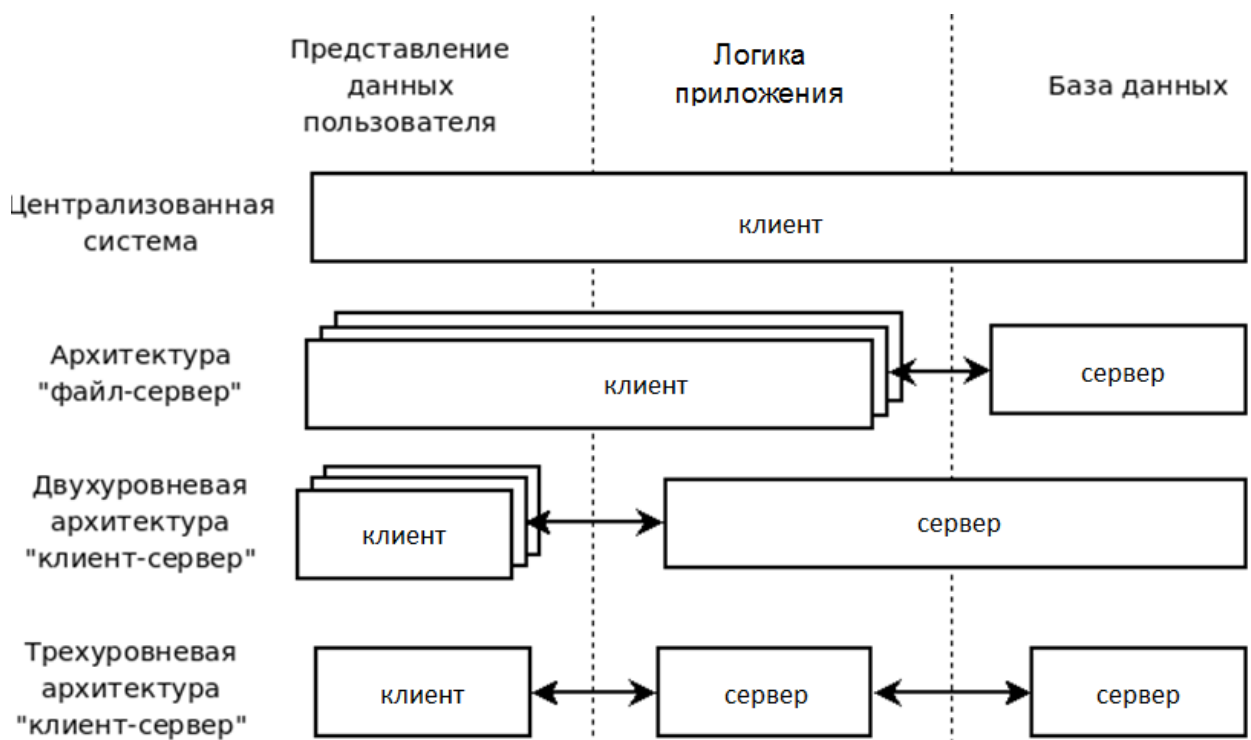 Представление
данных
пользователя
Логика
приложения
База данных
Централизованная
система
клиент
Архитектура
"файл-сервер"
клиент
сервер
Двухуровневая
архитектура
"клиент-сервер"
клиент
сервер
Трехуровневая
архитектура
"клиент-сервер"
клиент
сервер
сервер